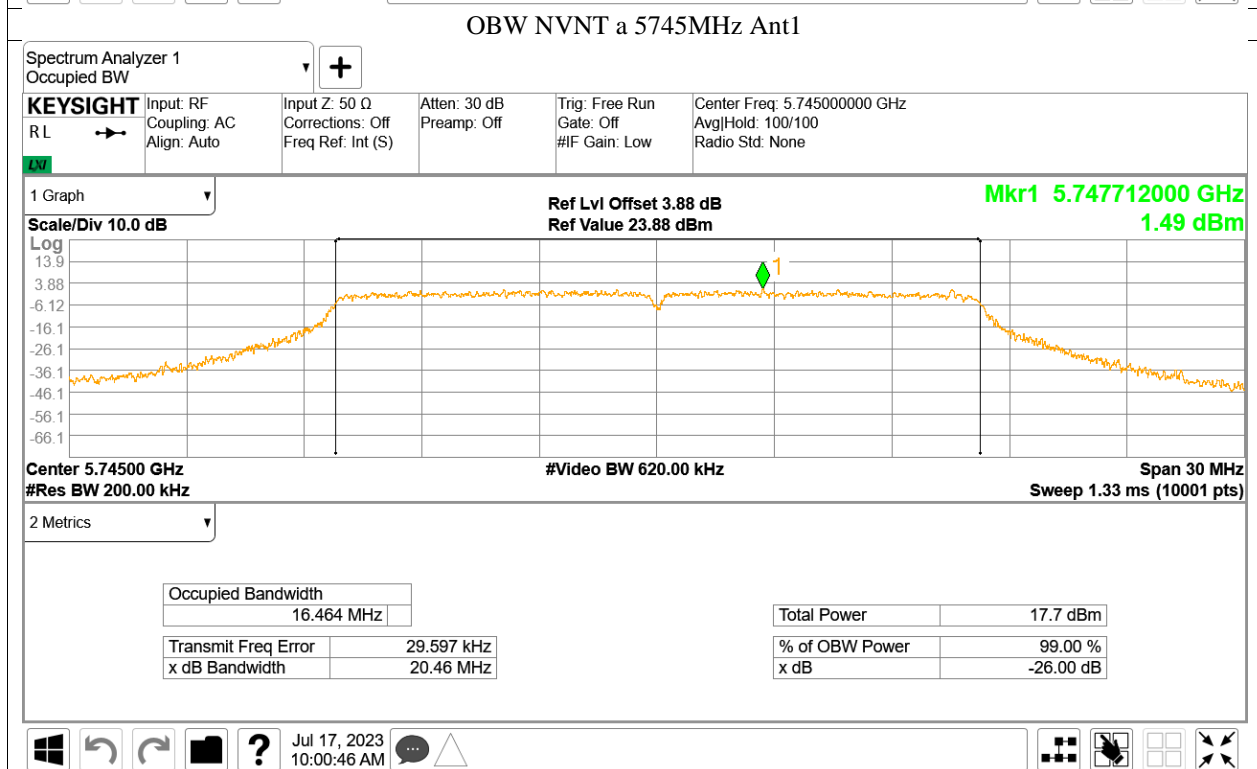 OBW NVNT a 5745MHz Ant1
Spectrum Analyzer 1
Occupied BW
KEYSIGHT Input: RF Input Z: 50 Ω Atten: 30 dB Trig: Free Run Center Freq: 5.745000000 GHz
R L Coupling: AC Corrections: Off Preamp: Off Gate: Off Avg|Hold: 100/100
Align: Auto Freq Ref: Int (S) #IF Gain: Low Radio Std: None
LXI
1 Graph Ref Lvl Offset 3.88 dB Mkr1 5.747712000 GHz
Scale/Div 10.0 dB Ref Value 23.88 dBm 1.49 dBm
Log
13.9
3.88
-6.12
-16.1
-26.1
-36.1
-46.1
-56.1
-66.1
1
Center 5.74500 GHz #Video BW 620.00 kHz Span 30 MHz
#Res BW 200.00 kHz Sweep 1.33 ms (10001 pts)
2 Metrics
Occupied Bandwidth
16.464 MHz Total Power 17.7 dBm
Transmit Freq Error 29.597 kHz % of OBW Power 99.00 %
x dB Bandwidth 20.46 MHz x dB -26.00 dB
? Jul 17, 2023
10:00:46 AM